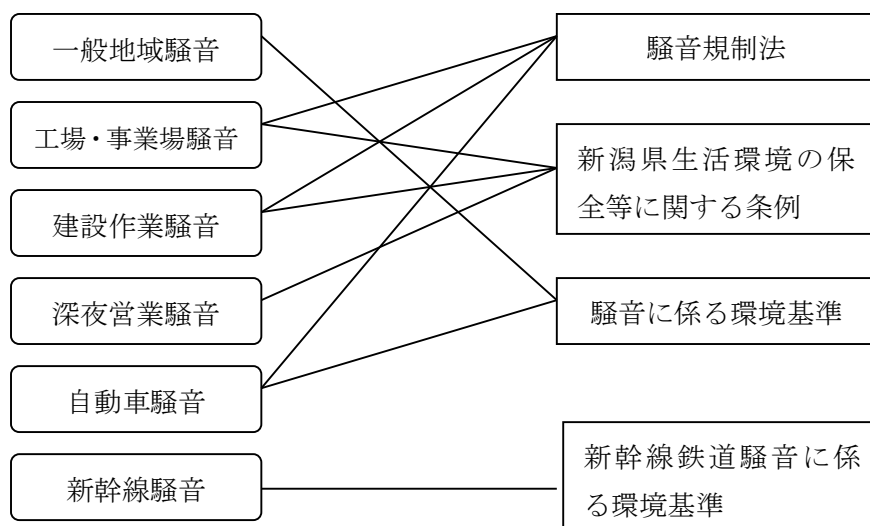 一般地域騒音
工場・事業場騒音
建設作業騒音
深夜営業騒音
自動車騒音
新幹線騒音
騒音規制法
新潟県生活環境の保
全等に関する条例
騒音に係る環境基準
新幹線鉄道騒音に係
る環境基準